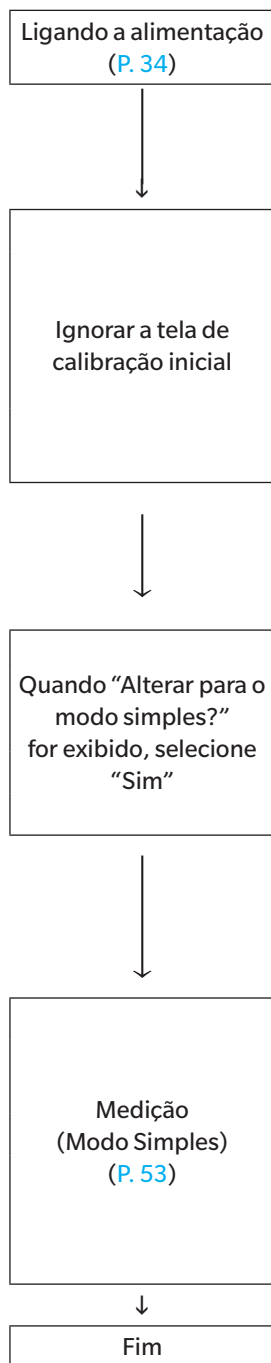 Ligando a alimentação
(P. 34)
Ignorar a tela de
calibração inicial
Quando “Alterar para o
modo simples?”
for exibido, selecione
“Sim”
Medição
(Modo Simples)
(P. 53)
Fim